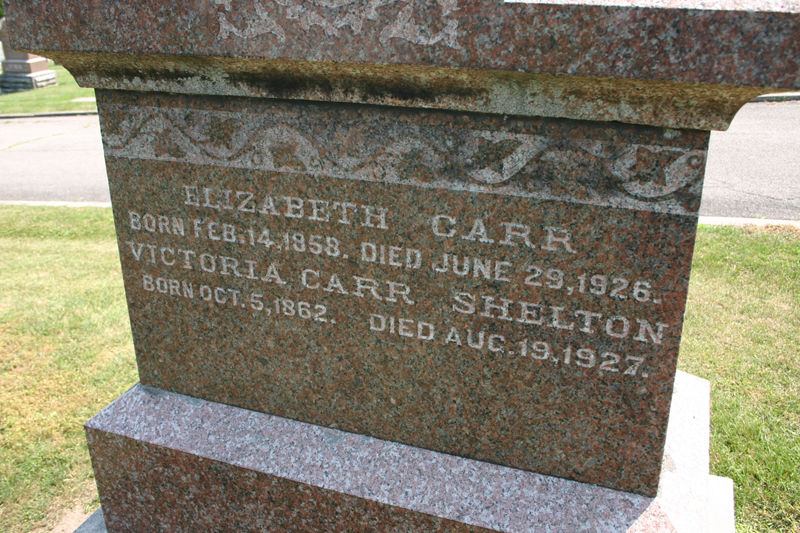 ELIZABETH CARR
BORN FEB. 14, 1858. DIED JUNE 29, 1926.
VICTORIA CARR SHELTON
BORN OCT. 5, 1862. DIED AUG. 19, 1927.